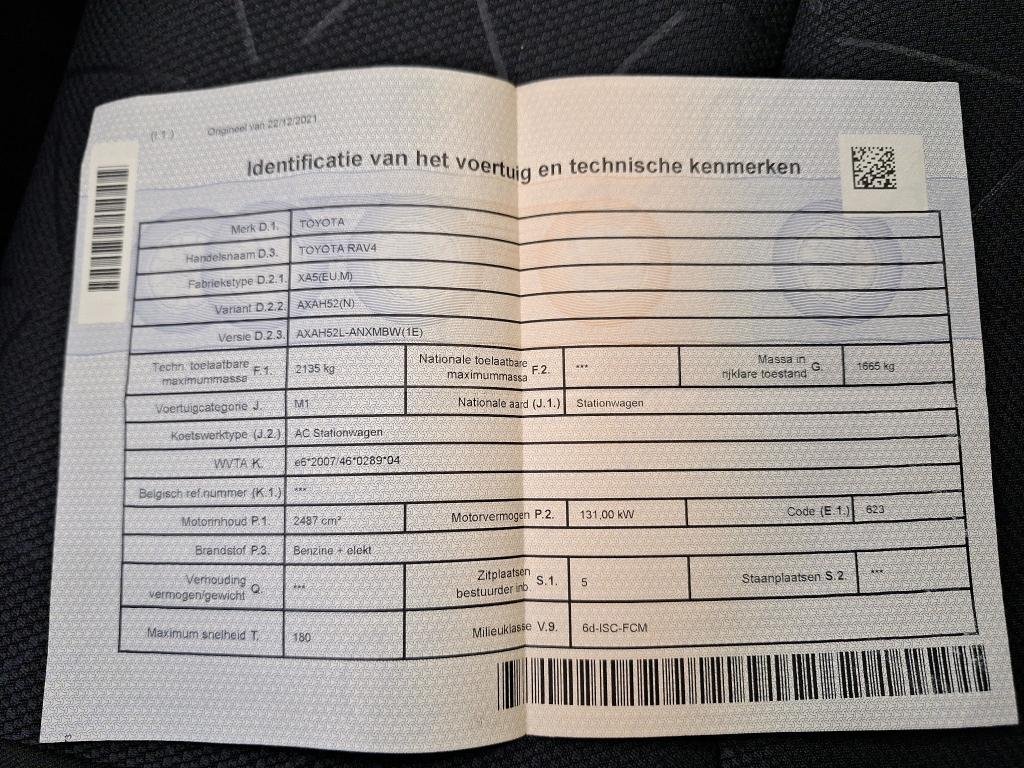 (I.1.) Origineel van 22/12/2021
Identificatie van het voertuig en technische kenmerken
Merk D.1. TOYOTA
Handelsnaam D.3. TOYOTA RAV4
Fabriekstype D.2.1. XA5(EU,M)
Variant D.2.2. AXAH52(N)
Versie D.2.3. AXAH52L-ANXMBW(1E)
Techn. toelaatbare maximummassa F.1. 2135 kg Nationale toelaatbare maximummassa F.2. *** Massa in rijklare toestand G. 1665 kg
Voertuigcategorie J. M1 Nationale aard (J.1.) Stationwagen
Koetswerktype (J.2.) AC Stationwagen
WVTA K. e6*2007/46*0289*04
Belgisch ref.nummer (K.1.) ***
Motorinhoud P.1. 2487 cm³ Motorvermogen P.2. 131,00 kW Code (E.1.) 623
Brandstof P.3. Benzine + elekt
Verhouding vermogen/gewicht Q. *** Zitplaatsen bestuurder inb. S.1. 5 Staanplaatsen S.2. ***
Maximum snelheid T. 180 Milieuklasse V.9. 6d-ISC-FCM